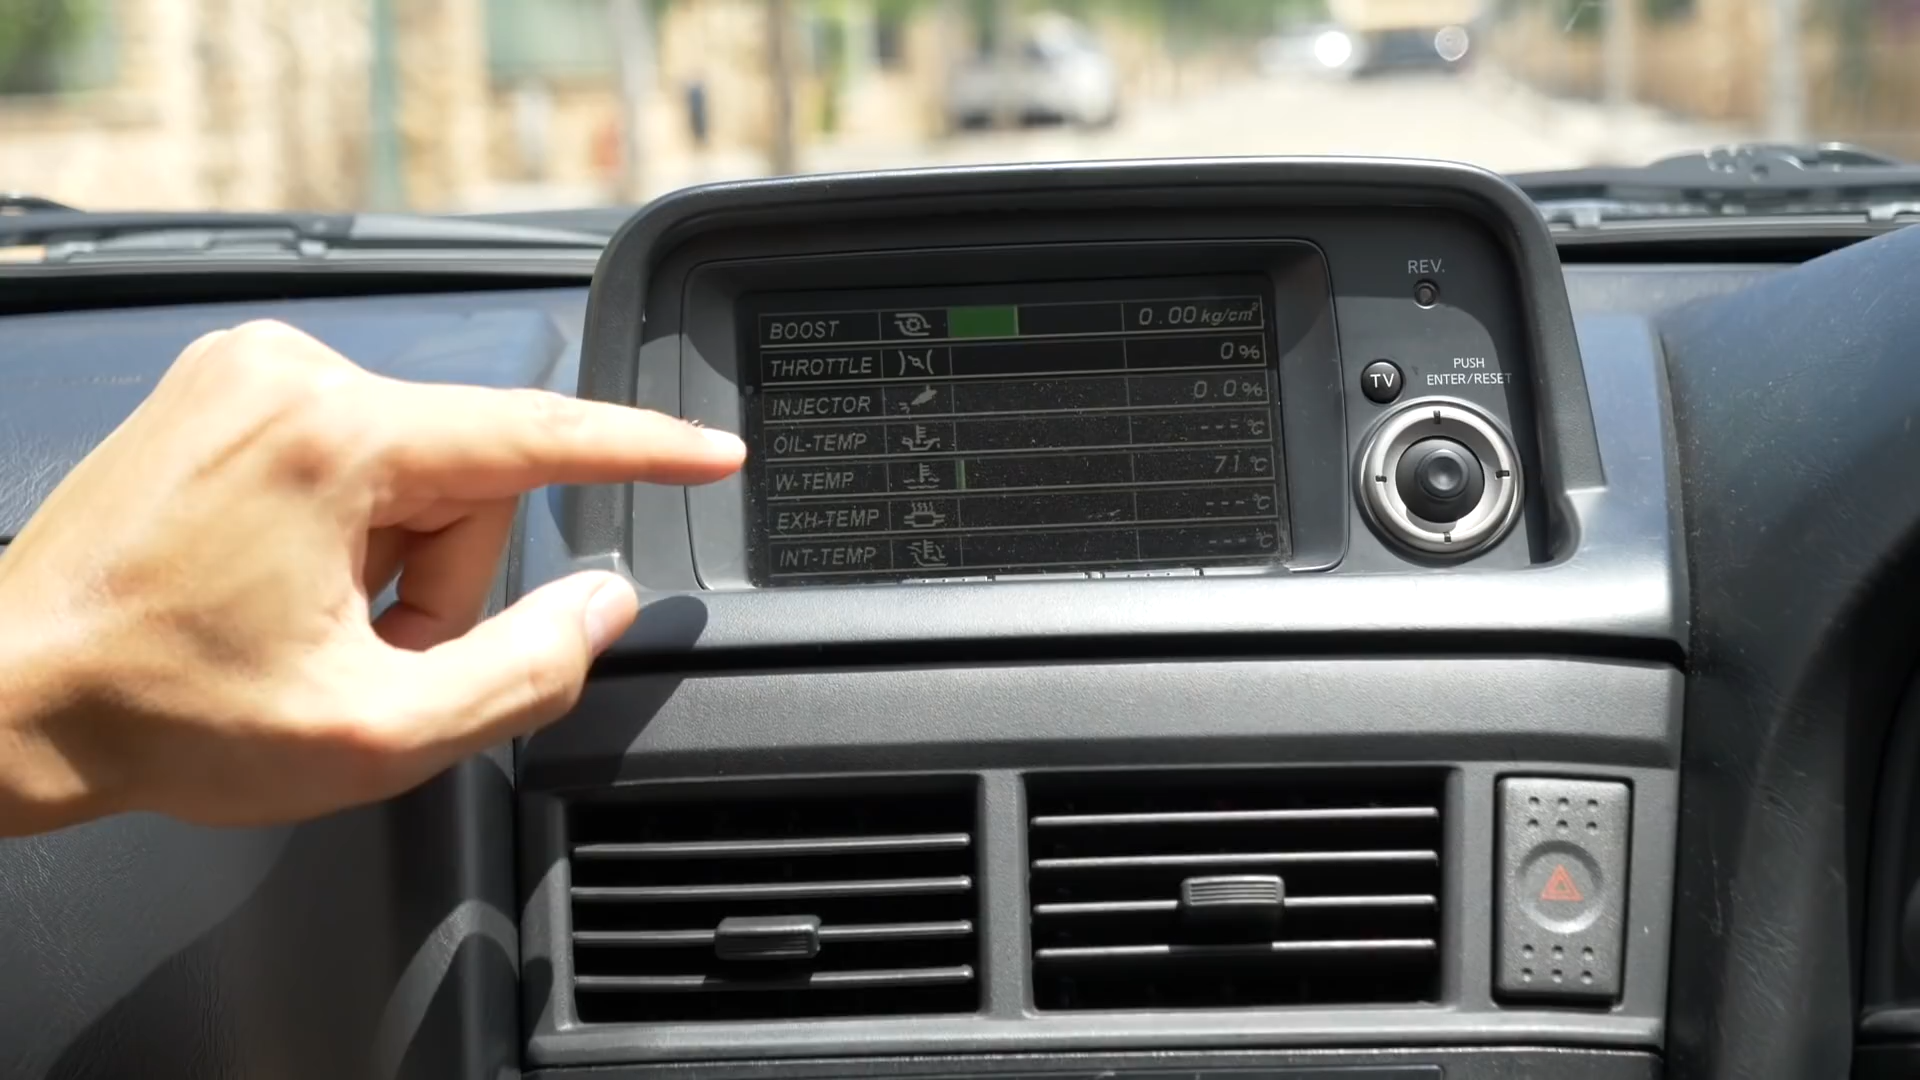 BOOST 0.00 kg/cm²
THROTTLE 0%
INJECTOR 0.0%
OIL-TEMP ---°C
W-TEMP 71°C
EXH-TEMP ---°C
INT-TEMP ---°C
REV.
TV
PUSH
ENTER/RESET